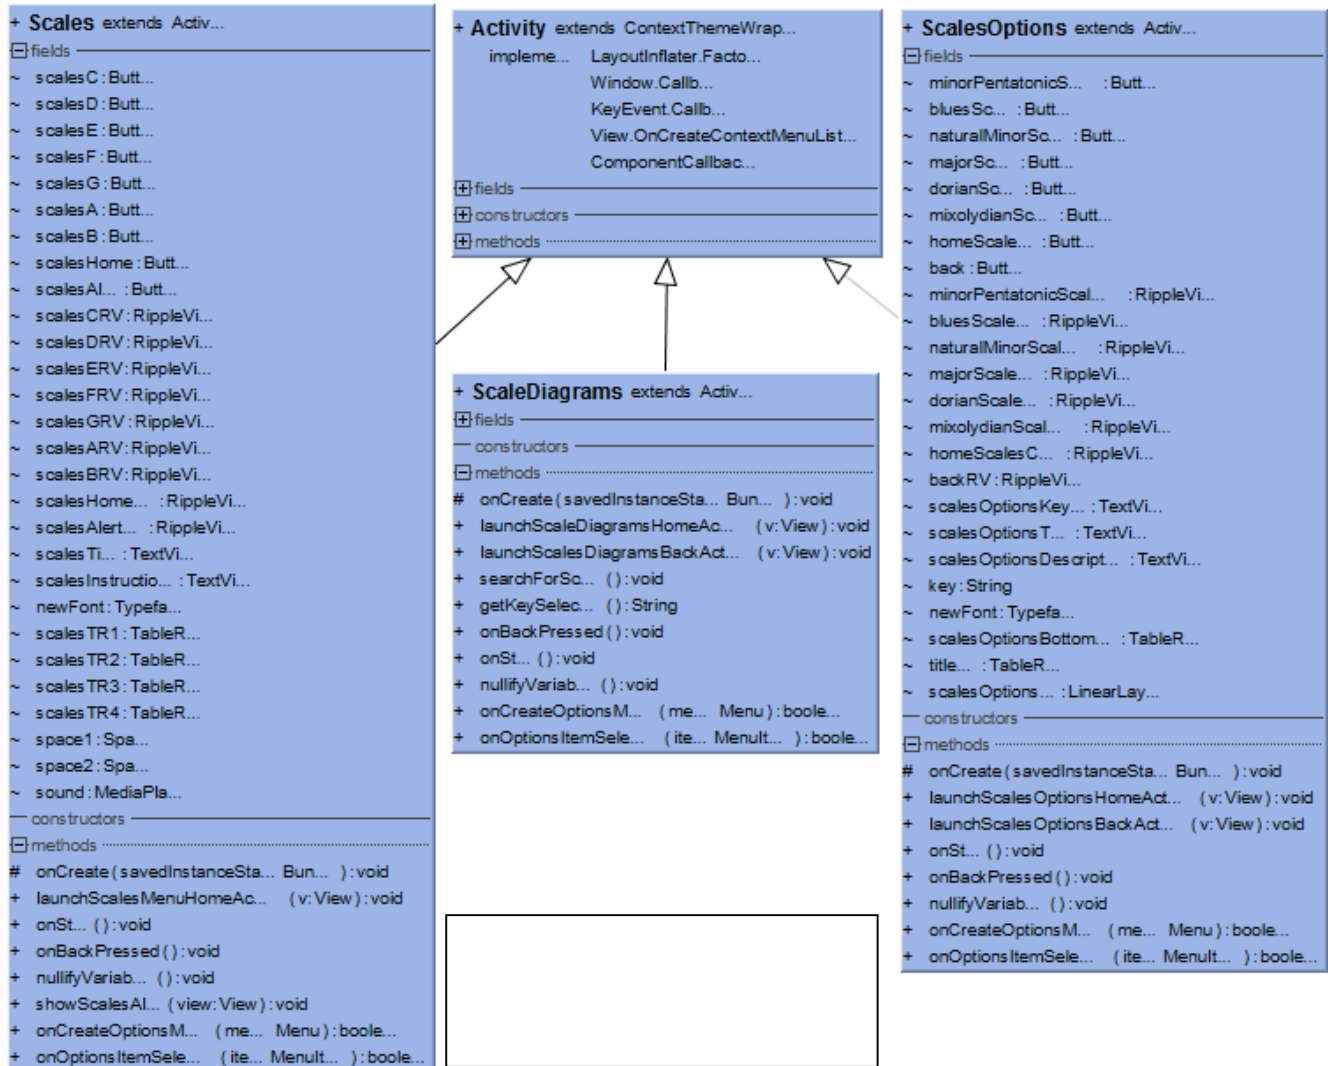 + Scales extends Activ...
fields
~ scalesC : Butt...
~ scalesD : Butt...
~ scalesE : Butt...
~ scalesF : Butt...
~ scalesG : Butt...
~ scalesA : Butt...
~ scalesB : Butt...
~ scalesHome : Butt...
~ scalesAl... : Butt...
~ scalesCRV : RippleVi...
~ scalesDRV : RippleVi...
~ scalesERV : RippleVi...
~ scalesFRV : RippleVi...
~ scalesGRV : RippleVi...
~ scalesARV : RippleVi...
~ scalesBRV : RippleVi...
~ scalesHome... : RippleVi...
~ scalesAlert... : RippleVi...
~ scalesTi... : TextVi...
~ scalesInstructio... : TextVi...
~ newFont : Typefa...
~ scalesTR1 : TableR...
~ scalesTR2 : TableR...
~ scalesTR3 : TableR...
~ scalesTR4 : TableR...
~ space1 : Spa...
~ space2 : Spa...
~ sound : MediaPla...
constructors
methods
# onCreate ( savedInstanceSta... Bun... ) : void
+ launchScalesMenuHomeAc... ( v : View ) : void
+ onSt... ( ) : void
+ onBackPressed ( ) : void
+ nullifyVariab... ( ) : void
+ showScalesAl... ( view : View ) : void
+ onCreateOptionsM... ( me... Menu ) : boole...
+ onOptionsItemSele... ( ite... MenuIt... ) : boole...
+ Activity extends ContextThemeWrap...
impleme... LayoutInflater.Facto...
Window.Callb...
KeyEvent.Callb...
View.OnCreateContextMenuList...
ComponentCallbac...
fields
constructors
methods
+ ScaleDiagrams extends Activ...
fields
constructors
methods
# onCreate ( savedInstanceSta... Bun... ) : void
+ launchScaleDiagramsHomeAc... ( v : View ) : void
+ launchScalesDiagramsBackAct... ( v : View ) : void
+ searchForSc... ( ) : void
+ getKeySelec... ( ) : String
+ onBackPressed ( ) : void
+ onSt... ( ) : void
+ nullifyVariab... ( ) : void
+ onCreateOptionsM... ( me... Menu ) : boole...
+ onOptionsItemSele... ( ite... MenuIt... ) : boole...
+ ScalesOptions extends Activ...
fields
~ minorPentatonicS... : Butt...
~ bluesSc... : Butt...
~ naturalMinorSc... : Butt...
~ majorSc... : Butt...
~ dorianSc... : Butt...
~ mixolydianSc... : Butt...
~ homeScale... : Butt...
~ back : Butt...
~ minorPentatonicScal... : RippleVi...
~ bluesScale... : RippleVi...
~ naturalMinorScal... : RippleVi...
~ majorScale... : RippleVi...
~ dorianScale... : RippleVi...
~ mixolydianScal... : RippleVi...
~ homeScalesC... : RippleVi...
~ backRV : RippleVi...
~ scalesOptionsKey... : TextVi...
~ scalesOptionsT... : TextVi...
~ scalesOptionsDescript... : TextVi...
~ key : String
~ newFont : Typefa...
~ scalesOptionsBottom... : TableR...
~ title... : TableR...
~ scalesOptions... : LinearLay...
constructors
methods
# onCreate ( savedInstanceSta... Bun... ) : void
+ launchScalesOptionsHomeAct... ( v : View ) : void
+ launchScalesOptionsBackAct... ( v : View ) : void
+ onSt... ( ) : void
+ onBackPressed ( ) : void
+ nullifyVariab... ( ) : void
+ onCreateOptionsM... ( me... Menu ) : boole...
+ onOptionsItemSele... ( ite... MenuIt... ) : boole...